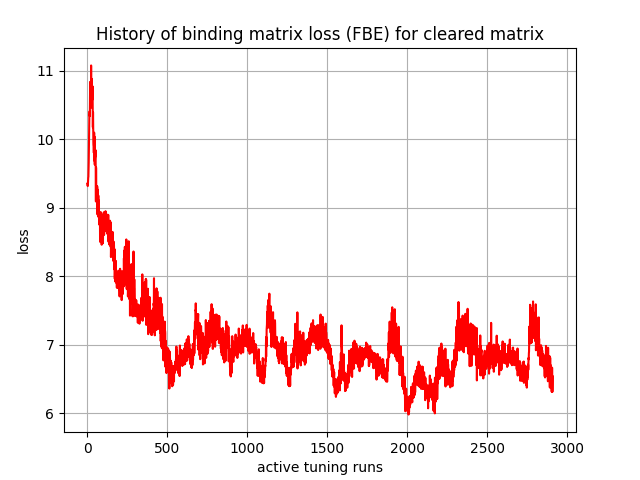 History of binding matrix loss (FBE) for cleared matrix
11
10
9
8
7
6
loss
0 500 1000 1500 2000 2500 3000
active tuning runs